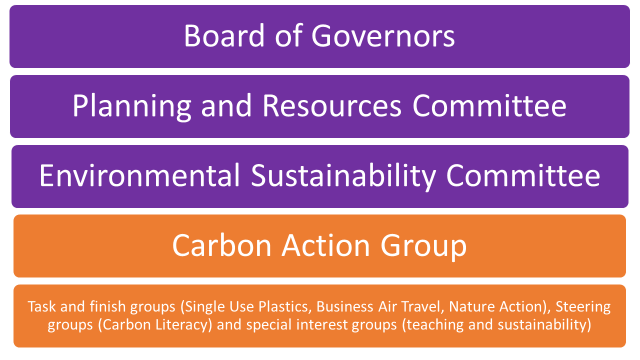 Board of Governors
Planning and Resources Committee
Environmental Sustainability Committee
Carbon Action Group
Task and finish groups (Single Use Plastics, Business Air Travel, Nature Action), Steering
groups (Carbon Literacy) and special interest groups (teaching and sustainability)